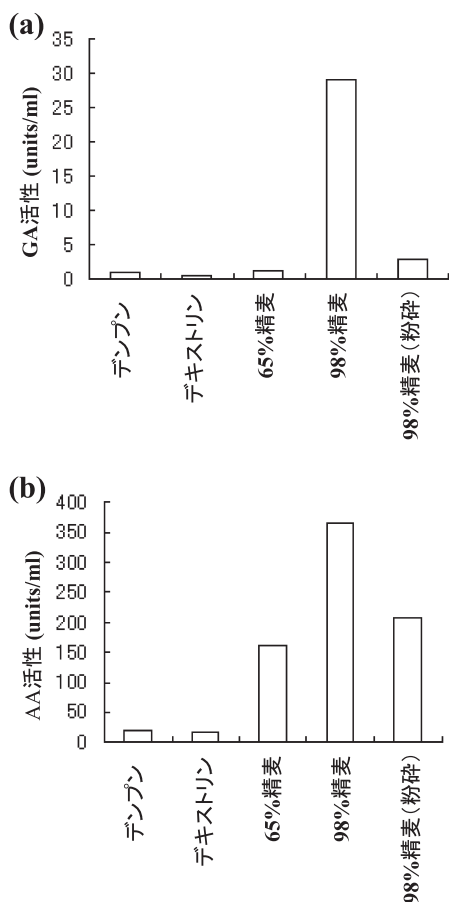 (a)
GA活性 (units/ml)
35
30
25
20
15
10
5
0
デンプン
デキストリン
65%精麦
98%精麦
98%精麦(粉砕)
(b)
AA活性 (units/ml)
400
350
300
250
200
150
100
50
0
デンプン
デキストリン
65%精麦
98%精麦
98%精麦(粉砕)